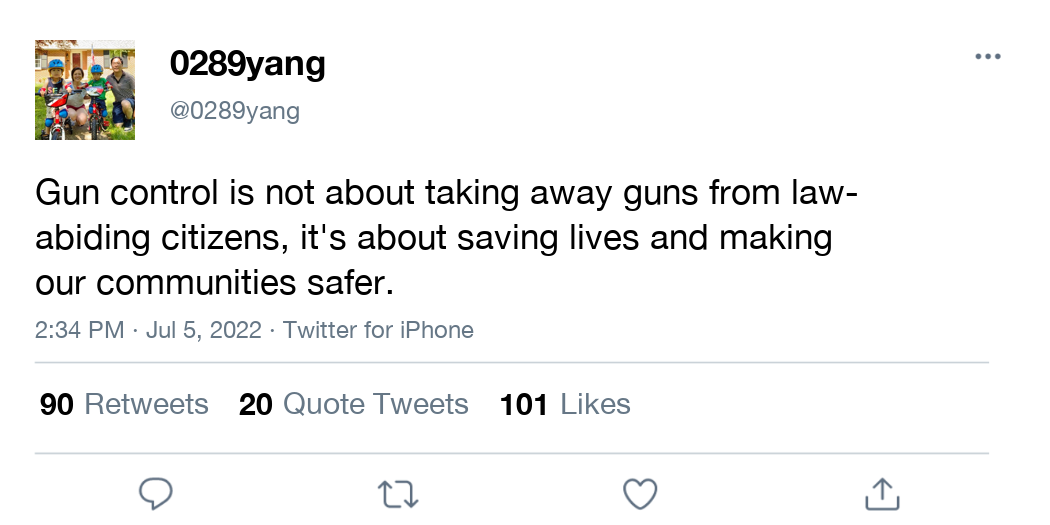 0289yang
@0289yang
Gun control is not about taking away guns from law-
abiding citizens, it's about saving lives and making
our communities safer.
2:34 PM · Jul 5, 2022 · Twitter for iPhone
90 Retweets 20 Quote Tweets 101 Likes